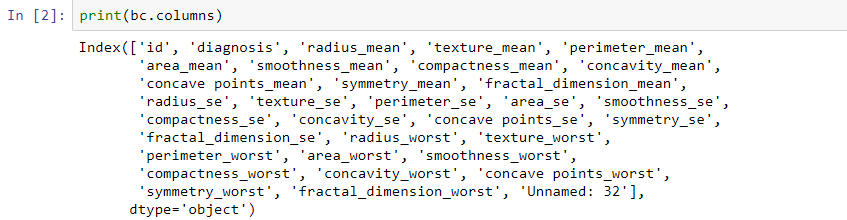 In [2]: print(bc.columns)
Index(['id', 'diagnosis', 'radius_mean', 'texture_mean', 'perimeter_mean',
'area_mean', 'smoothness_mean', 'compactness_mean', 'concavity_mean',
'concave points_mean', 'symmetry_mean', 'fractal_dimension_mean',
'radius_se', 'texture_se', 'perimeter_se', 'area_se', 'smoothness_se',
'compactness_se', 'concavity_se', 'concave points_se', 'symmetry_se',
'fractal_dimension_se', 'radius_worst', 'texture_worst',
'perimeter_worst', 'area_worst', 'smoothness_worst',
'compactness_worst', 'concavity_worst', 'concave points_worst',
'symmetry_worst', 'fractal_dimension_worst', 'Unnamed: 32'],
dtype='object')